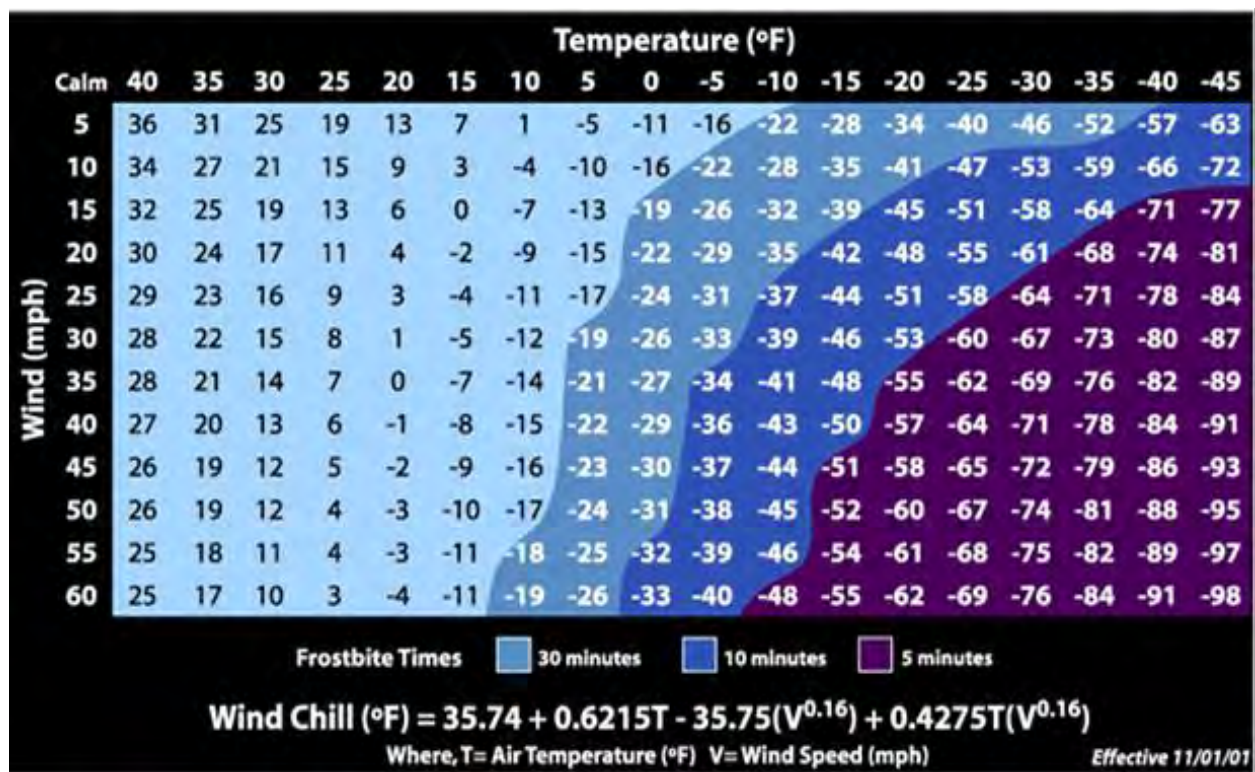 Temperature (ºF)
Calm 40 35 30 25 20 15 10 5 0 -5 -10 -15 -20 -25 -30 -35 -40 -45
5 36 31 25 19 13 7 1 -5 -11 -16 -22 -28 -34 -40 -46 -52 -57 -63
10 34 27 21 15 9 3 -4 -10 -16 -22 -28 -35 -41 -47 -53 -59 -66 -72
15 32 25 19 13 6 0 -7 -13 -19 -26 -32 -39 -45 -51 -58 -64 -71 -77
20 30 24 17 11 4 -2 -9 -15 -22 -29 -35 -42 -48 -55 -61 -68 -74 -81
25 29 23 16 9 3 -4 -11 -17 -24 -31 -37 -44 -51 -58 -64 -71 -78 -84
30 28 22 15 8 1 -5 -12 -19 -26 -33 -39 -46 -53 -60 -67 -73 -80 -87
35 28 21 14 7 0 -7 -14 -21 -27 -34 -41 -48 -55 -62 -69 -76 -82 -89
40 27 20 13 6 -1 -8 -15 -22 -29 -36 -43 -50 -57 -64 -71 -78 -84 -91
45 26 19 12 5 -2 -9 -16 -23 -30 -37 -44 -51 -58 -65 -72 -79 -86 -93
50 26 19 12 4 -3 -10 -17 -24 -31 -38 -45 -52 -60 -67 -74 -81 -88 -95
55 25 18 11 4 -3 -11 -18 -25 -32 -39 -46 -54 -61 -68 -75 -82 -89 -97
60 25 17 10 3 -4 -11 -19 -26 -33 -40 -48 -55 -62 -69 -76 -84 -91 -98
Wind (mph)
Frostbite Times 30 minutes 10 minutes 5 minutes
Wind Chill (ºF) = 35.74 + 0.6215T - 35.75(V^0.16) + 0.4275T(V^0.16)
Where, T= Air Temperature (ºF) V= Wind Speed (mph) Effective 11/01/01